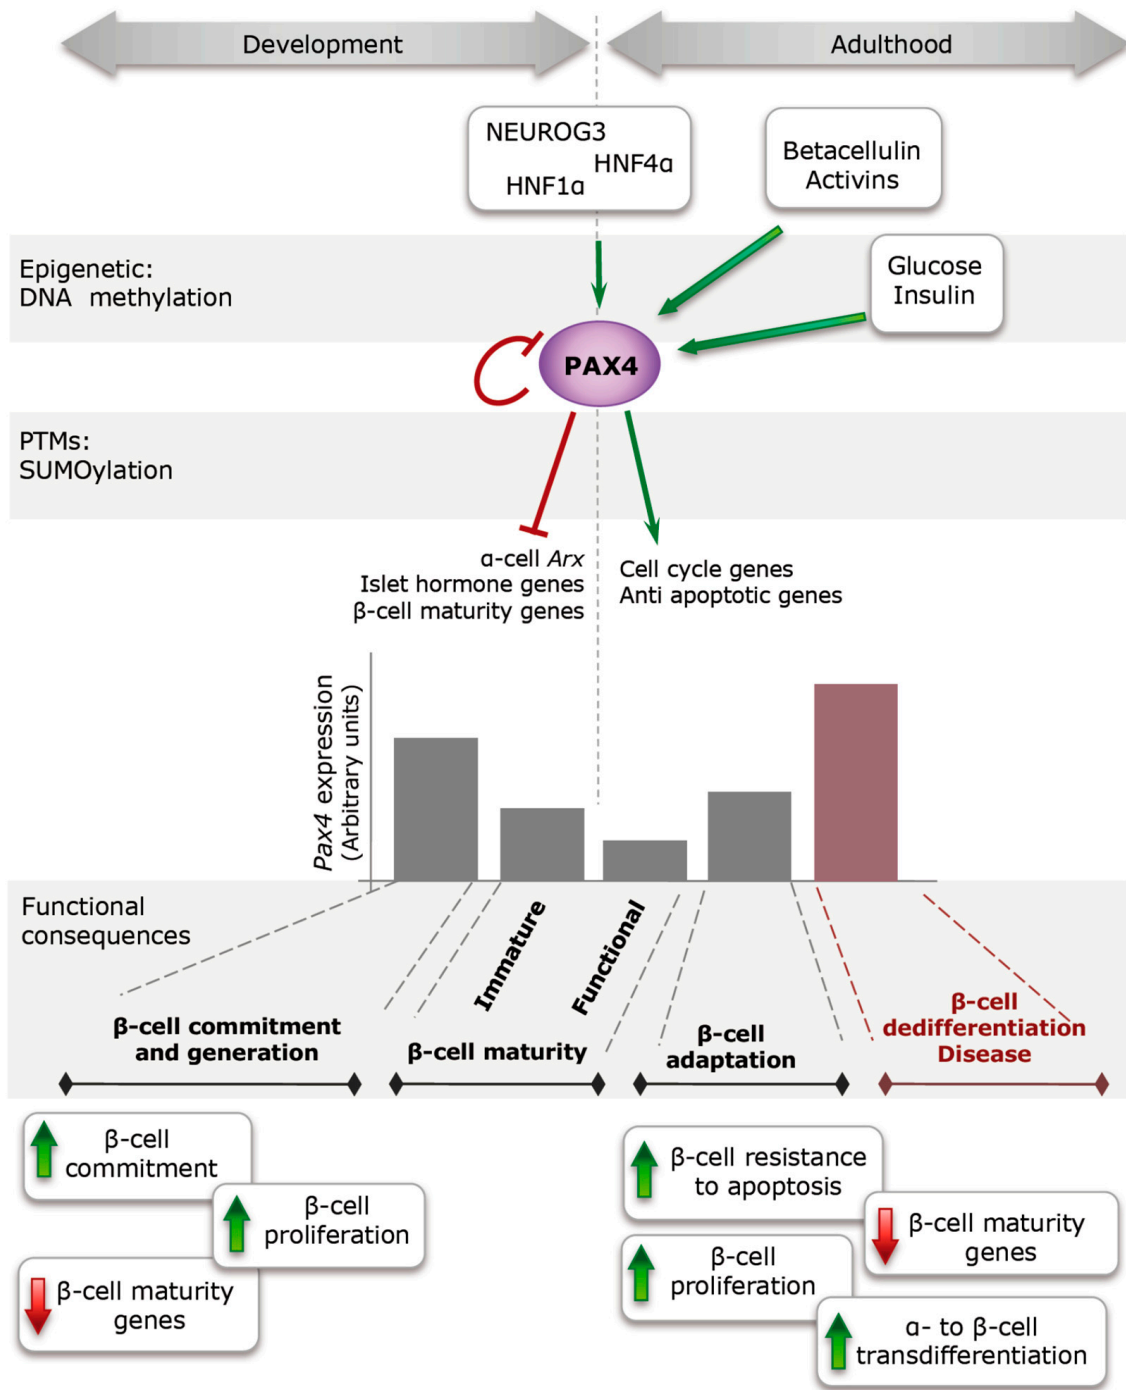 Development
Adulthood
NEUROG3
HNF4α
HNF1α
Betacellulin
Activins
Epigenetic:
DNA methylation
Glucose
Insulin
PAX4
PTMs:
SUMOylation
α-cell Arx
Islet hormone genes
β-cell maturity genes
Cell cycle genes
Anti apoptotic genes
Pax4 expression
(Arbitrary units)
Functional
consequences
Immature
Functional
β-cell commitment
and generation
β-cell maturity
β-cell
adaptation
β-cell
dedifferentiation
Disease
β-cell
commitment
β-cell
proliferation
β-cell maturity
genes
β-cell resistance
to apoptosis
β-cell maturity
genes
β-cell
proliferation
α- to β-cell
transdifferentiation